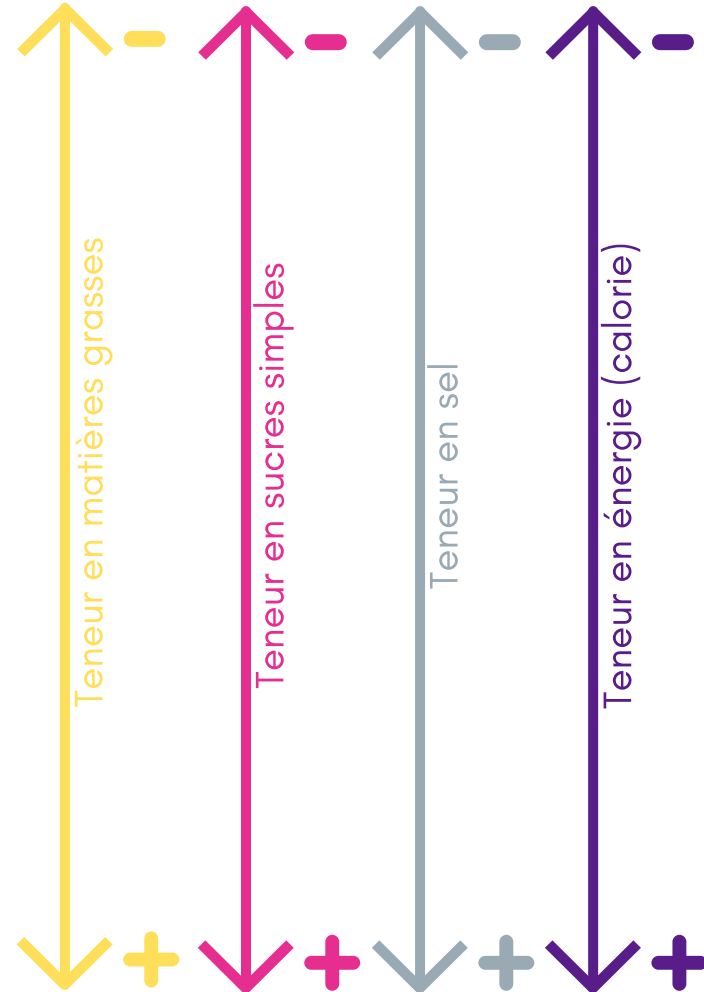 -
-
-
-
Teneur en matières grasses
Teneur en sucres simples
Teneur en sel
Teneur en énergie (calorie)
+
+
+
+